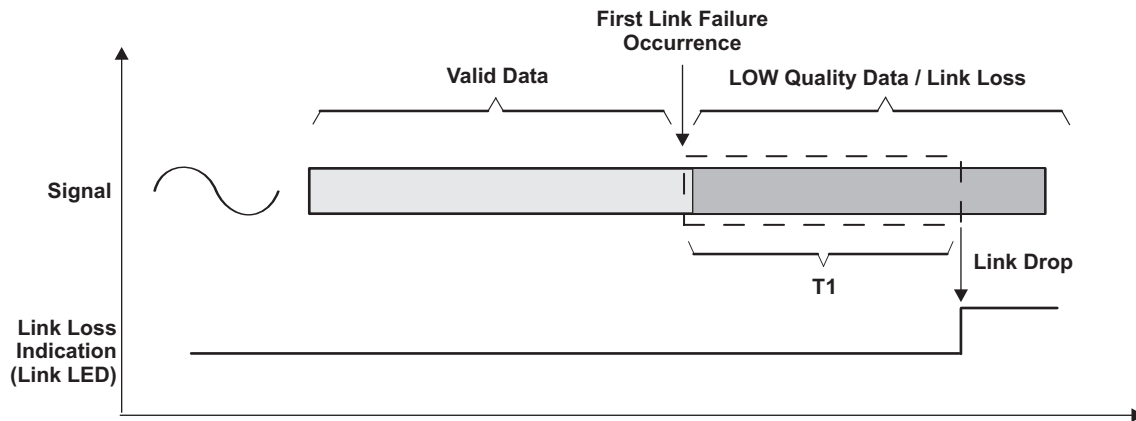 First Link Failure
Occurrence
Valid Data
LOW Quality Data / Link Loss
Signal
T1
Link Drop
Link Loss
Indication
(Link LED)